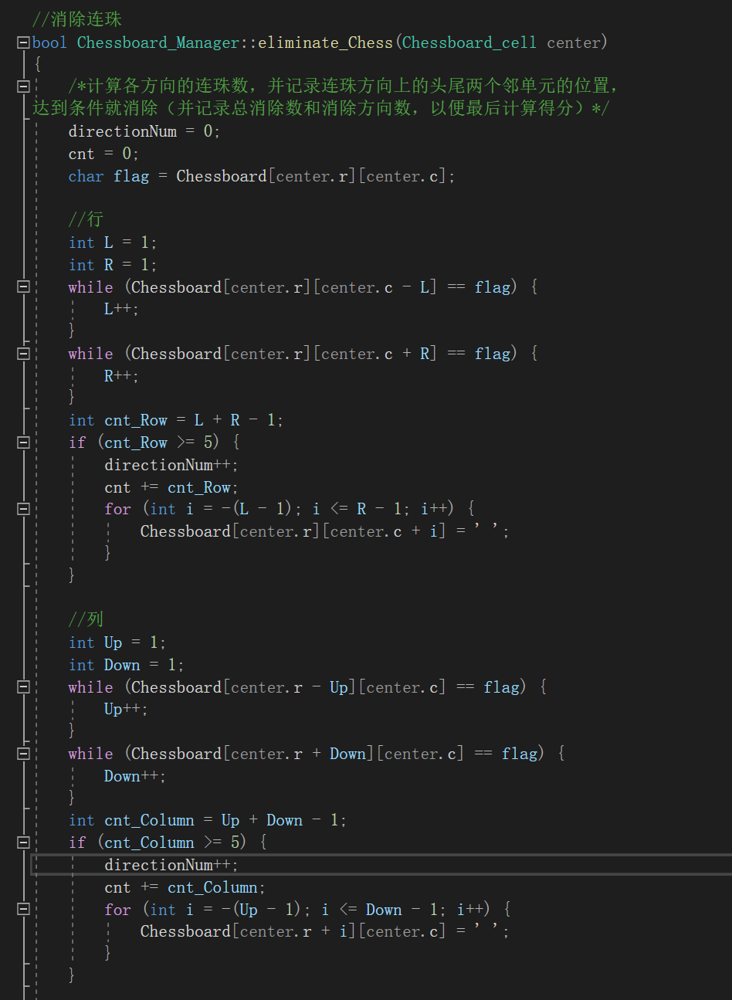 //消除连珠
bool Chessboard_Manager::eliminate_Chess(Chessboard_cell center)
{
/*计算各方向的连珠数，并记录连珠方向上的头尾两个邻单元的位置，
达到条件就消除（并记录总消除数和消除方向数，以便最后计算得分）*/
directionNum = 0;
cnt = 0;
char flag = Chessboard[center.r][center.c];
//行
int L = 1;
int R = 1;
while (Chessboard[center.r][center.c - L] == flag) {
L++;
}
while (Chessboard[center.r][center.c + R] == flag) {
R++;
}
int cnt_Row = L + R - 1;
if (cnt_Row >= 5) {
directionNum++;
cnt += cnt_Row;
for (int i = -(L - 1); i <= R - 1; i++) {
Chessboard[center.r][center.c + i] = ' ';
}
}
//列
int Up = 1;
int Down = 1;
while (Chessboard[center.r - Up][center.c] == flag) {
Up++;
}
while (Chessboard[center.r + Down][center.c] == flag) {
Down++;
}
int cnt_Column = Up + Down - 1;
if (cnt_Column >= 5) {
directionNum++;
cnt += cnt_Column;
for (int i = -(Up - 1); i <= Down - 1; i++) {
Chessboard[center.r + i][center.c] = ' ';
}
}